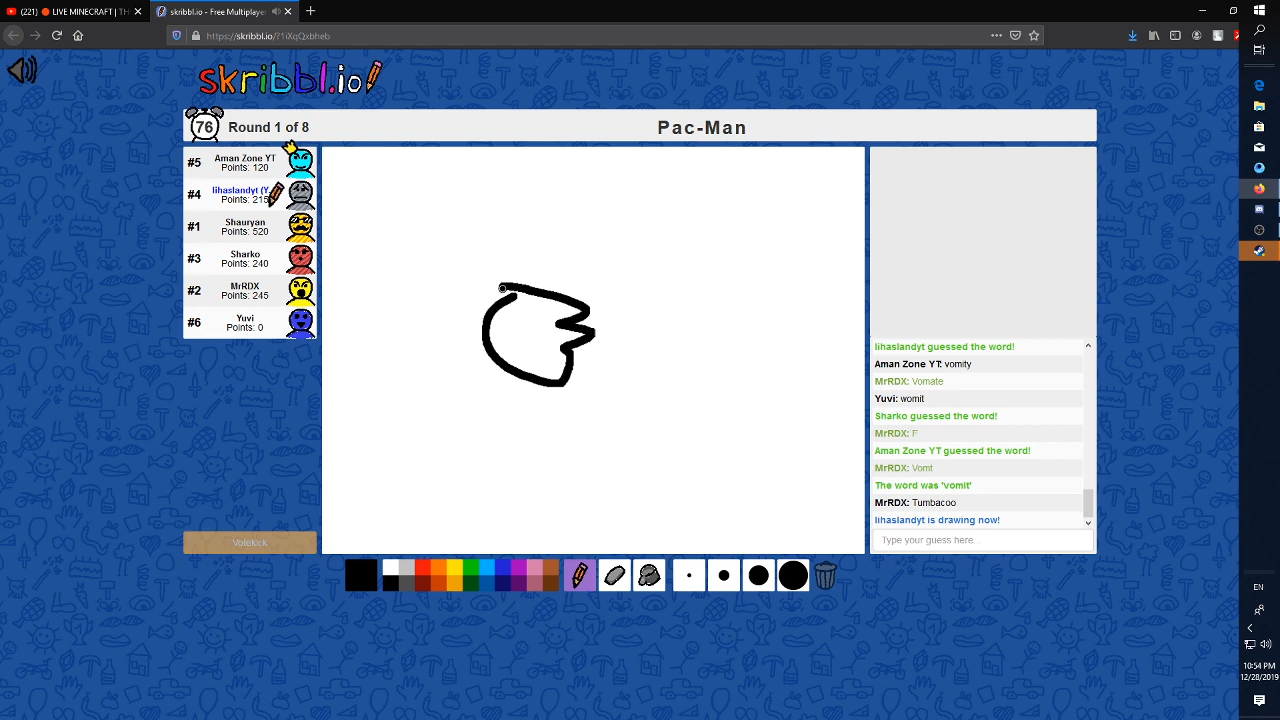 (221) 🔴 LIVE MINECRAFT | TH
skribbl.io - Free Multiplayer
https://skribbl.io/?1iXqQxbheb
skribbl.io
76
Round 1 of 8
Pac-Man
#5
Aman Zone YT
Points: 120
#4
lihaslandyt (Y
Points: 215
#1
Shauryan
Points: 520
#3
Sharko
Points: 240
#2
MrRDX
Points: 245
#6
Yuvi
Points: 0
Votekick
lihaslandyt guessed the word!
Aman Zone YT: vomity
MrRDX: Vomate
Yuvi: womit
Sharko guessed the word!
MrRDX: F
Aman Zone YT guessed the word!
MrRDX: Vomt
The word was 'vomit'
MrRDX: Tumbacoo
lihaslandyt is drawing now!
Type your guess here...
EN
10:54 PM
12/28/2019